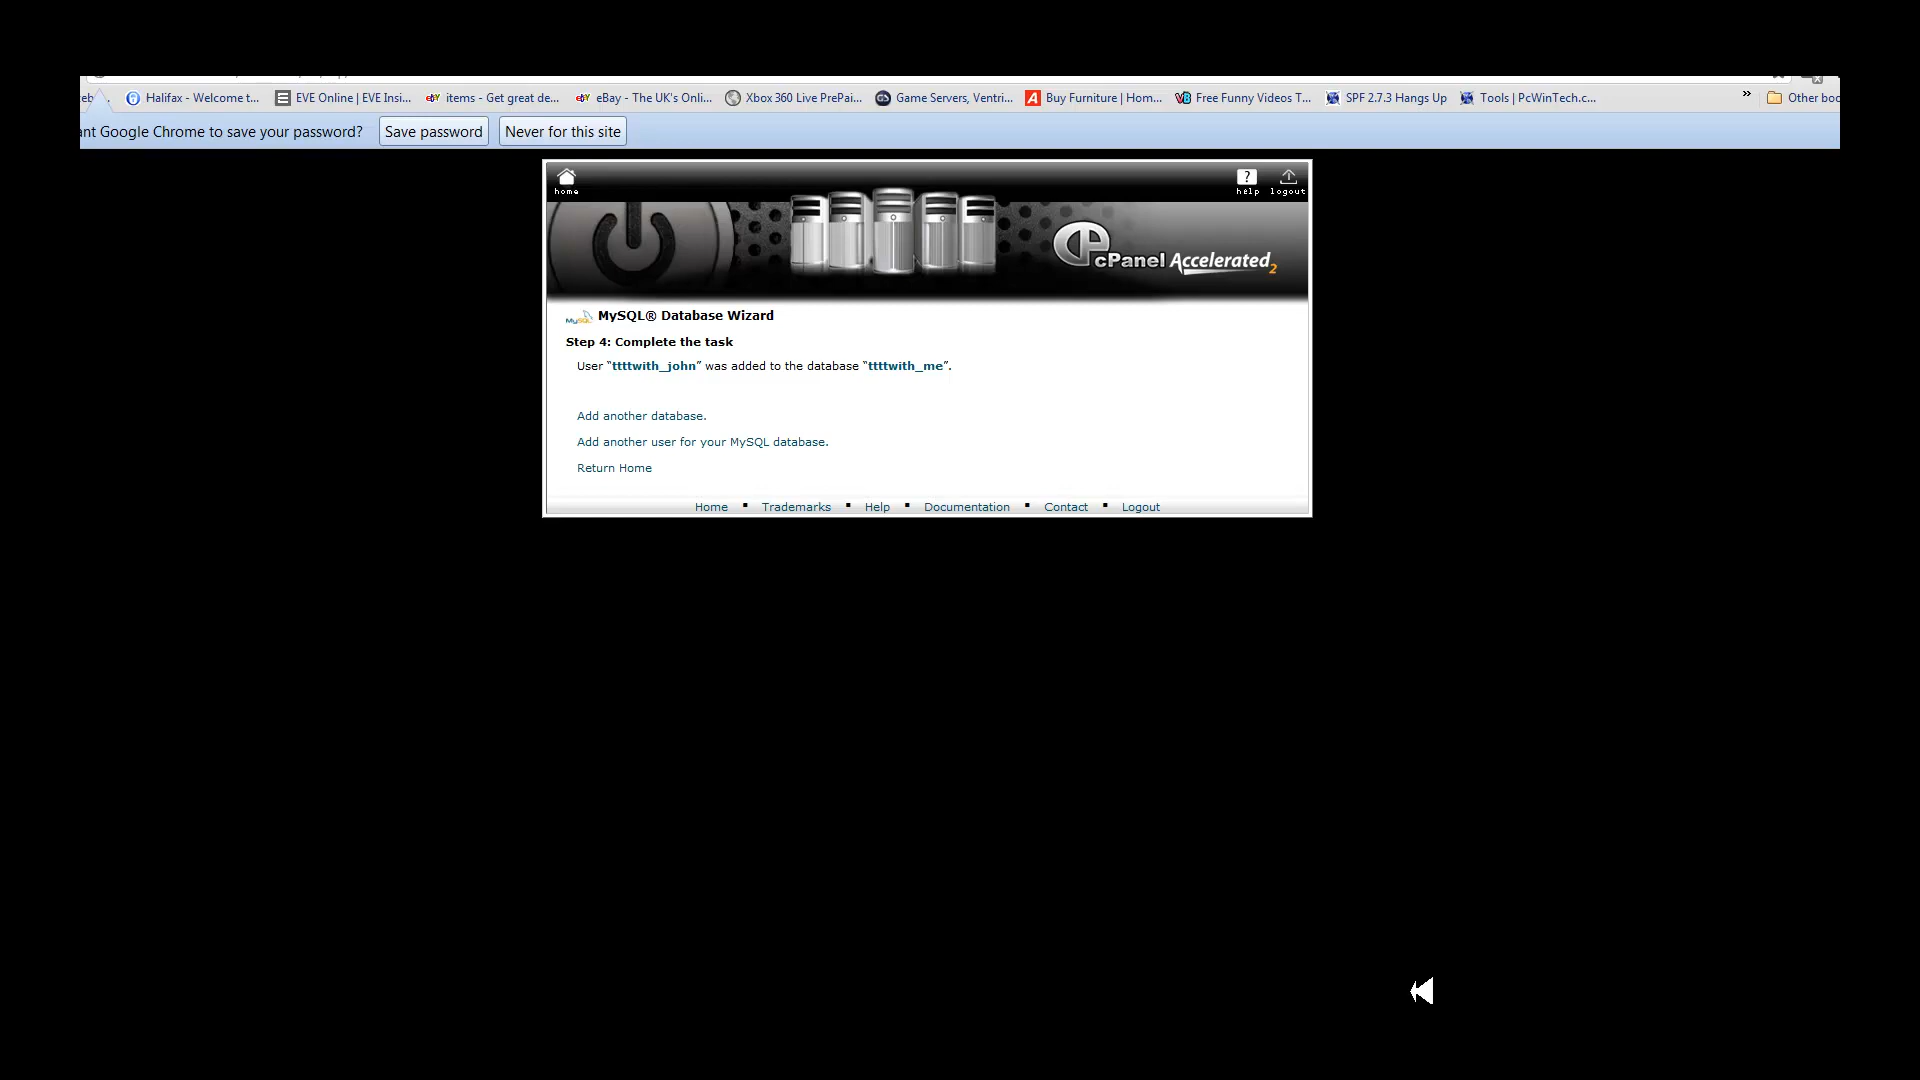 Halifax - Welcome t... EVE Online | EVE Insi... items - Get great de... eBay - The UK's Onli... Xbox 360 Live PrePai... Game Servers, Ventri... Buy Furniture | Hom... Free Funny Videos T... SPF 2.7.3 Hangs Up Tools | PcWinTech.c... » Other boo
ant Google Chrome to save your password? Save password Never for this site
home help logout
cPanel Accelerated2
MySQL MySQL® Database Wizard
Step 4: Complete the task
User “ttttwith_john” was added to the database “ttttwith_me”.
Add another database.
Add another user for your MySQL database.
Return Home
Home ▪ Trademarks ▪ Help ▪ Documentation ▪ Contact ▪ Logout